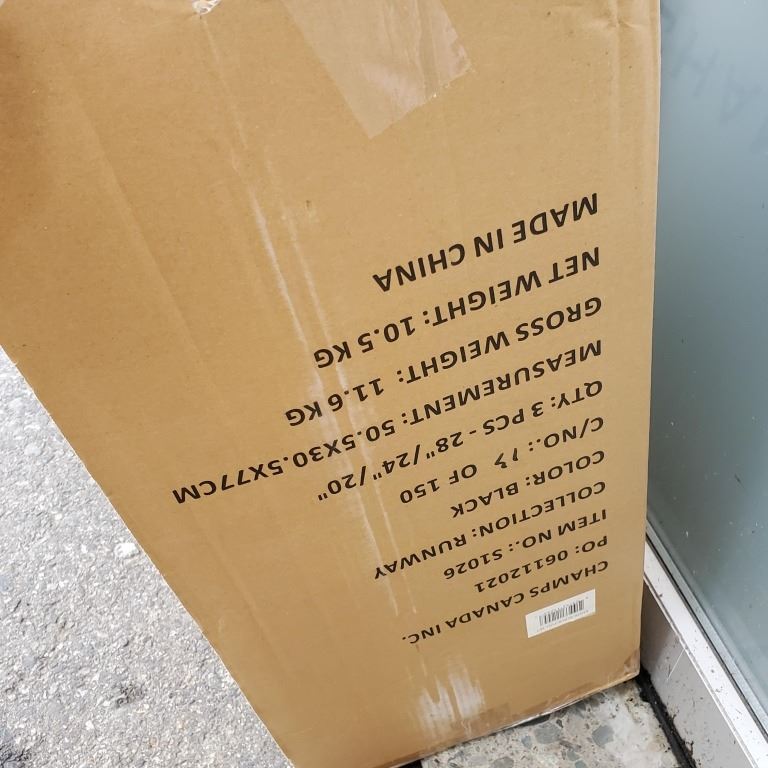 CHAMPS CANADA INC.
PO: 06112021
ITEM NO.: S1026
COLLECTION: RUNWAY
COLOR: BLACK
C/NO.: OF 150
QTY: 3 PCS - 28"/24"/20"
MEASUREMENT: 50.5X30.5X77CM
GROSS WEIGHT: 11.6 KG
NET WEIGHT: 10.5 KG
MADE IN CHINA